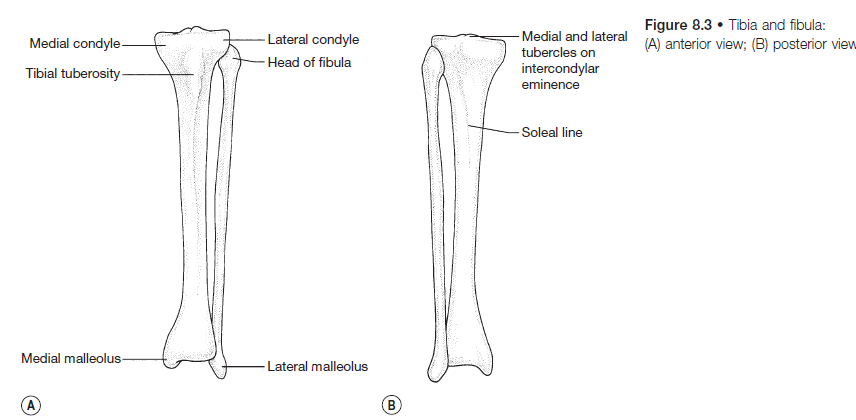 Medial condyle
Tibial tuberosity
Lateral condyle
Head of fibula
Medial malleolus
Lateral malleolus
A
Medial and lateral
tubercles on
intercondylar
eminence
Soleal line
B
Figure 8.3 • Tibia and fibula:
(A) anterior view; (B) posterior view